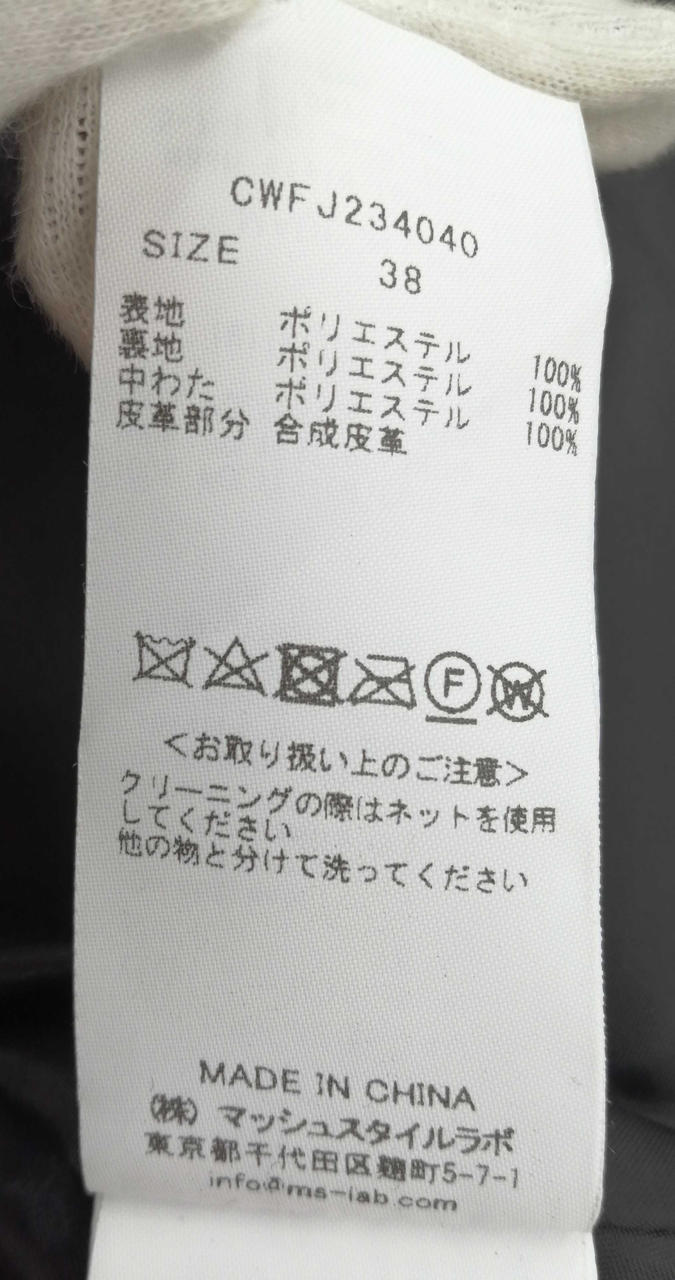 CWFJ234040
SIZE 38
表地 ポリエステル 100%
裏地 ポリエステル 100%
中わた ポリエステル 100%
皮革部分 合成皮革
F W
<お取り扱い上のご注意>
クリーニングの際はネットを使用
してください
他の物と分けて洗ってください
MADE IN CHINA
(株) マッシュスタイルラボ
東京都千代田区麹町5-7-1
info@ms-lab.com